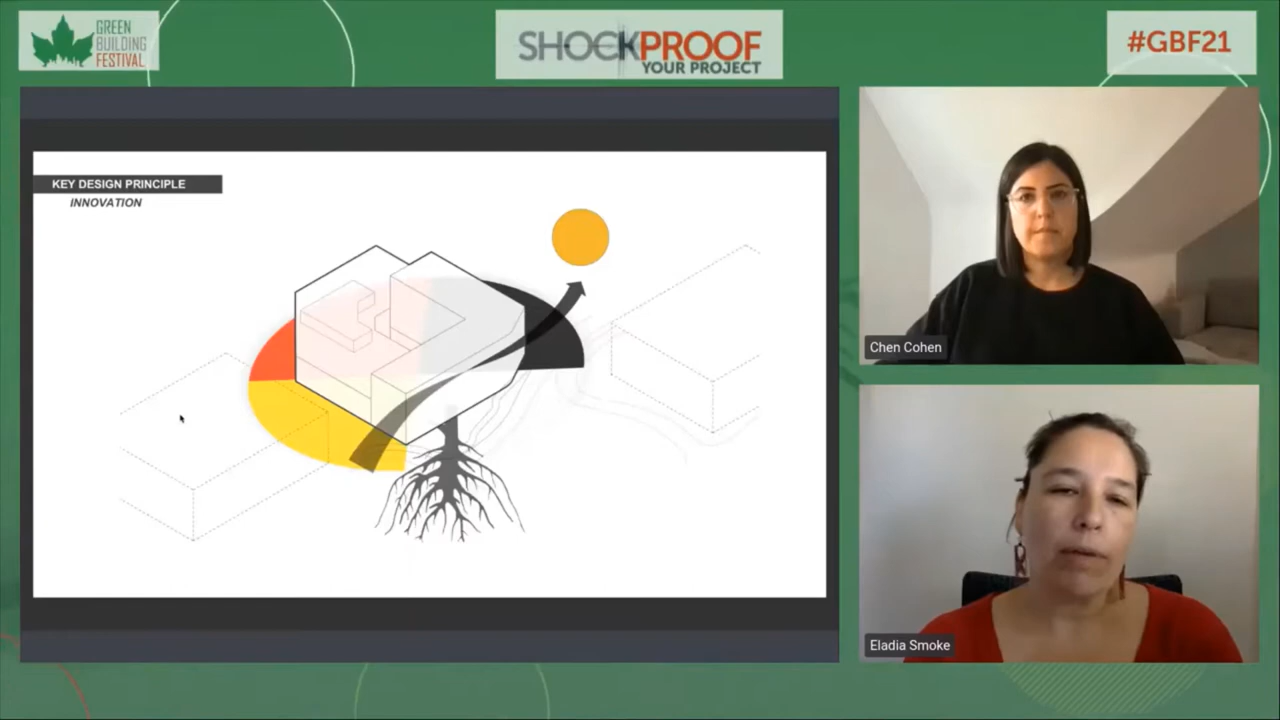 GREEN
BUILDING
FESTIVAL
SHOCKPROOF
YOUR PROJECT
#GBF21
KEY DESIGN PRINCIPLE
INNOVATION
Chen Cohen
Eladia Smoke